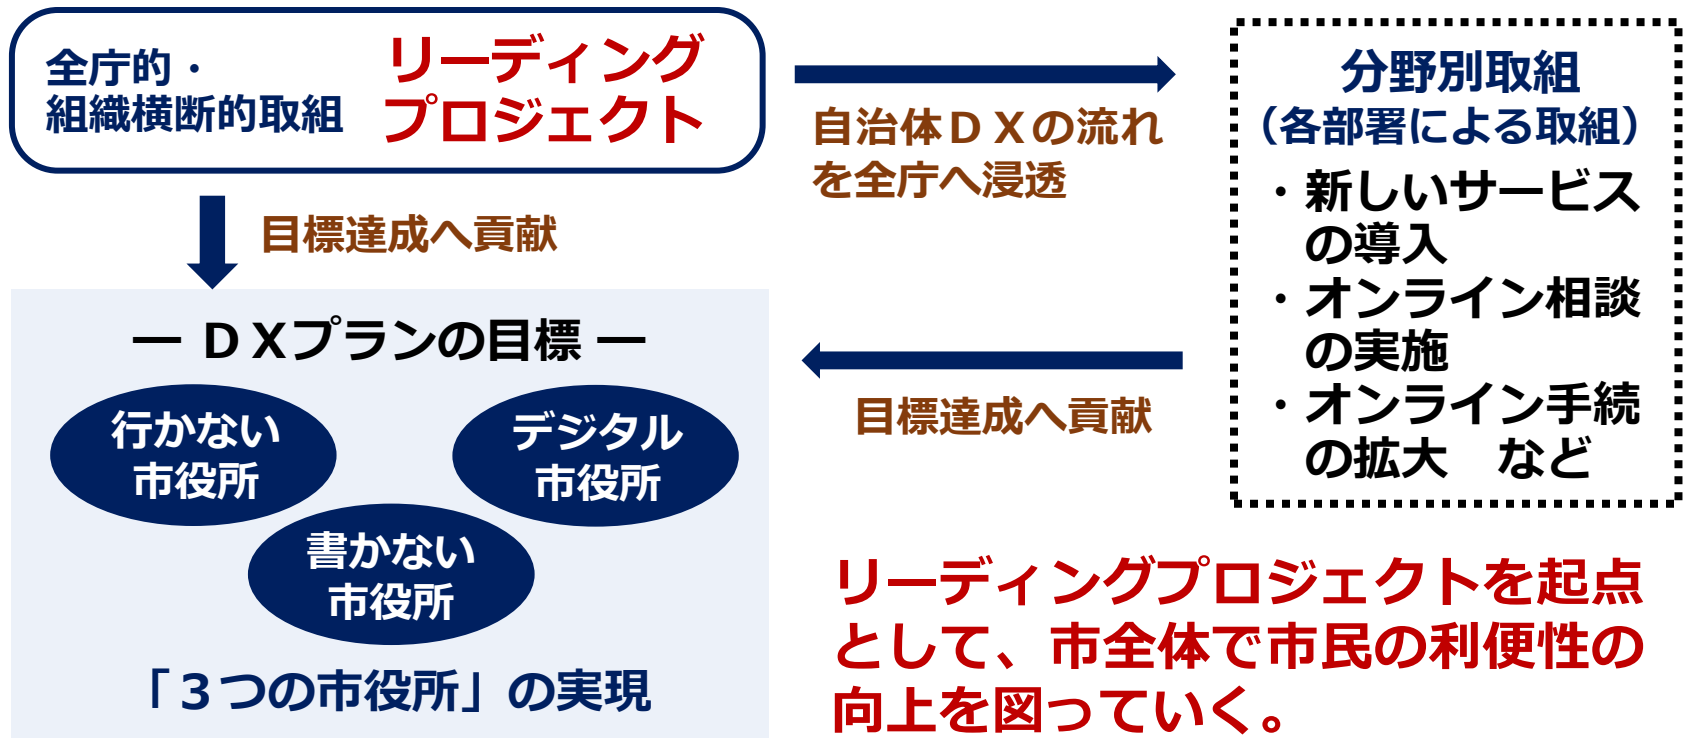 全庁的・
組織横断的取組
リーディング
プロジェクト
自治体ＤＸの流れ
を全庁へ浸透
分野別取組
（各部署による取組）
・新しいサービス
の導入
・オンライン相談
の実施
・オンライン手続
の拡大　など
目標達成へ貢献
― ＤＸプランの目標 ―
行かない
市役所
デジタル
市役所
書かない
市役所
「３つの市役所」の実現
目標達成へ貢献
リーディングプロジェクトを起点
として、市全体で市民の利便性の
向上を図っていく。